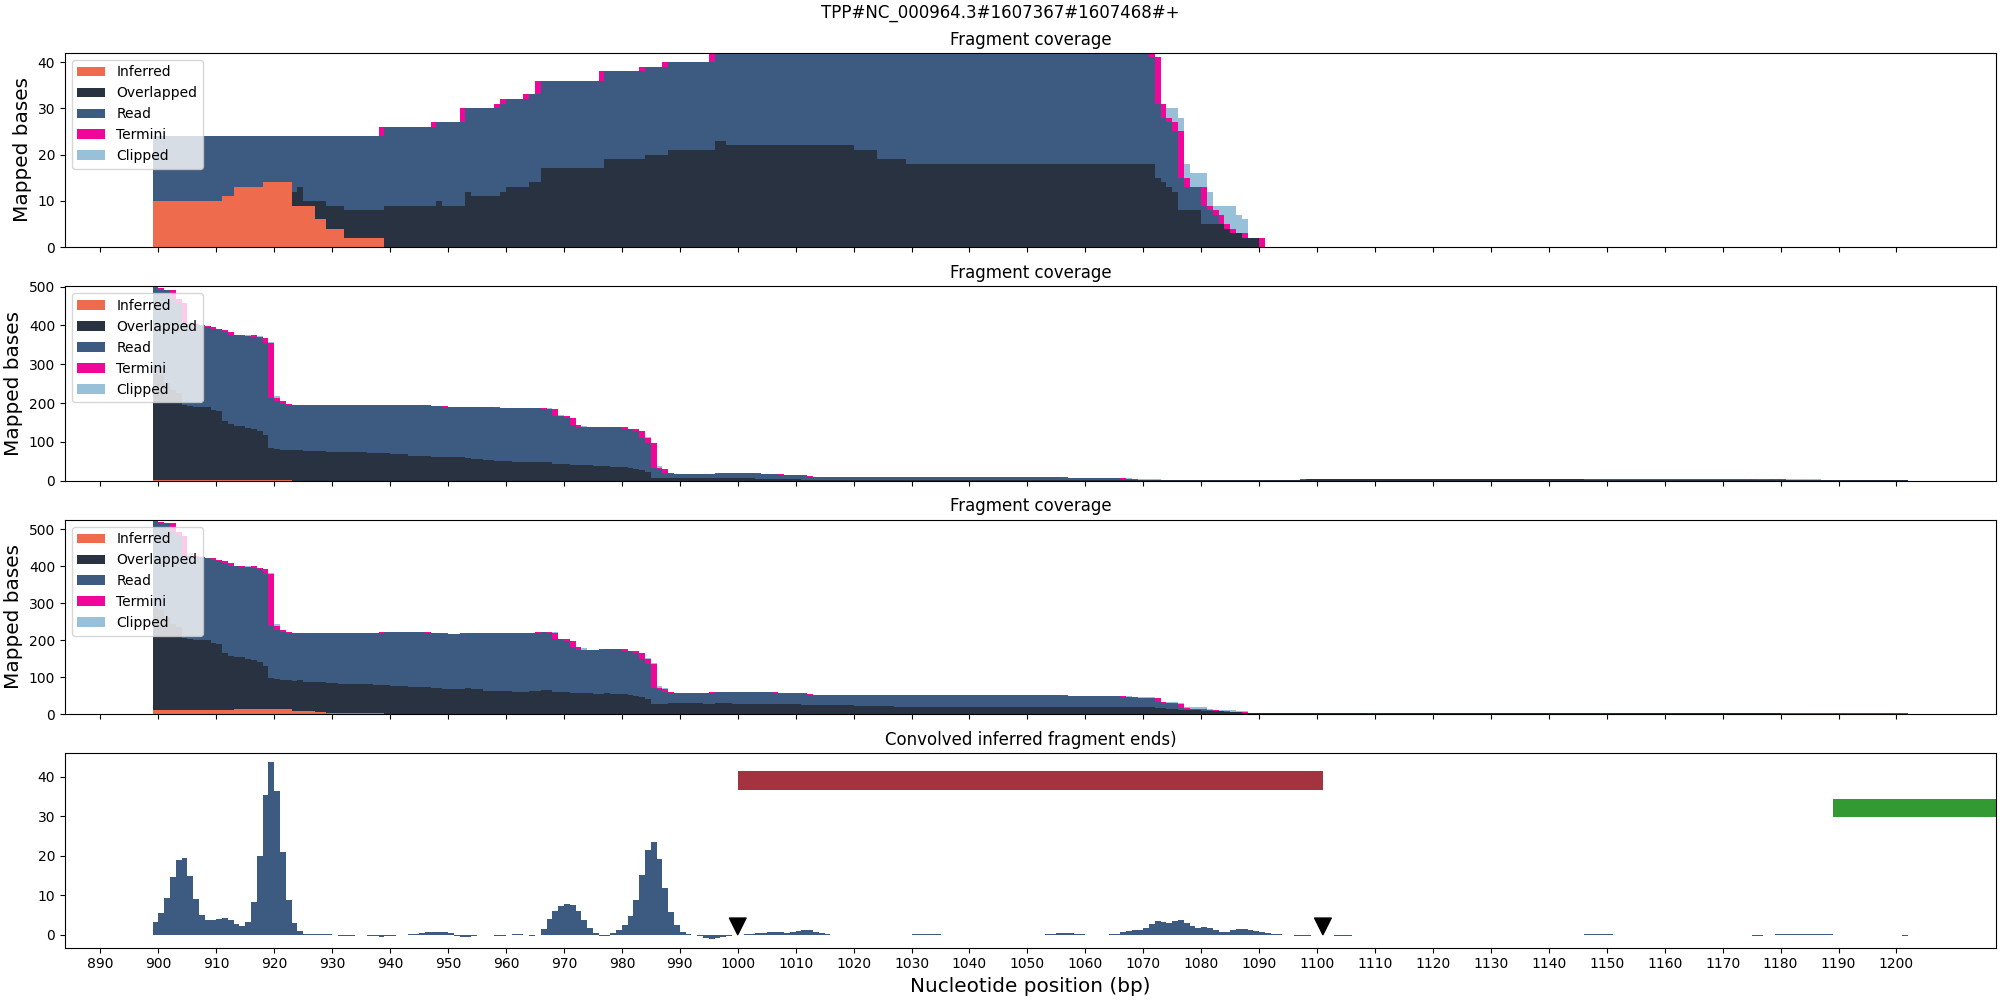 TPP#NC_000964.3#1607367#1607468#+
Fragment coverage
Mapped bases
40
30
20
10
0
Inferred
Overlapped
Read
Termini
Clipped
Fragment coverage
Mapped bases
500
400
300
200
100
0
Inferred
Overlapped
Read
Termini
Clipped
Fragment coverage
Mapped bases
500
400
300
200
100
0
Inferred
Overlapped
Read
Termini
Clipped
Convolved inferred fragment ends)
40
30
20
10
0
890 900 910 920 930 940 950 960 970 980 990 1000 1010 1020 1030 1040 1050 1060 1070 1080 1090 1100 1110 1120 1130 1140 1150 1160 1170 1180 1190 1200
Nucleotide position (bp)